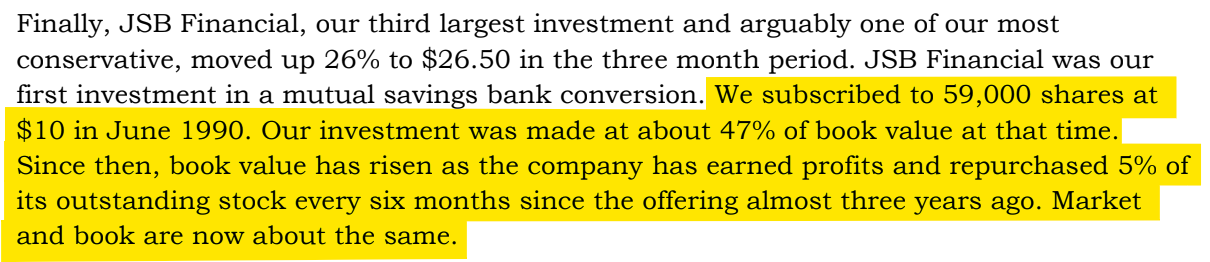 Finally, JSB Financial, our third largest investment and arguably one of our most
conservative, moved up 26% to $26.50 in the three month period. JSB Financial was our
first investment in a mutual savings bank conversion. We subscribed to 59,000 shares at
$10 in June 1990. Our investment was made at about 47% of book value at that time.
Since then, book value has risen as the company has earned profits and repurchased 5% of
its outstanding stock every six months since the offering almost three years ago. Market
and book are now about the same.